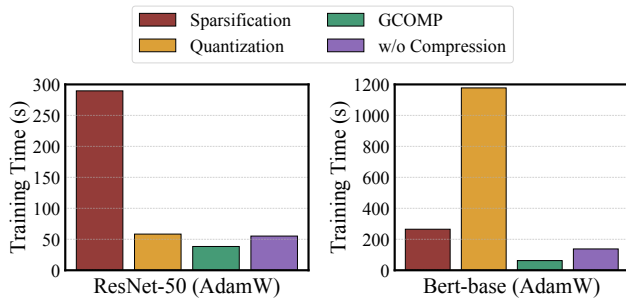 Sparsification
GCOMP
Quantization
w/o Compression
Training Time (s)
300
250
200
150
100
50
0
ResNet-50 (AdamW)
Training Time (s)
1200
1000
800
600
400
200
0
Bert-base (AdamW)